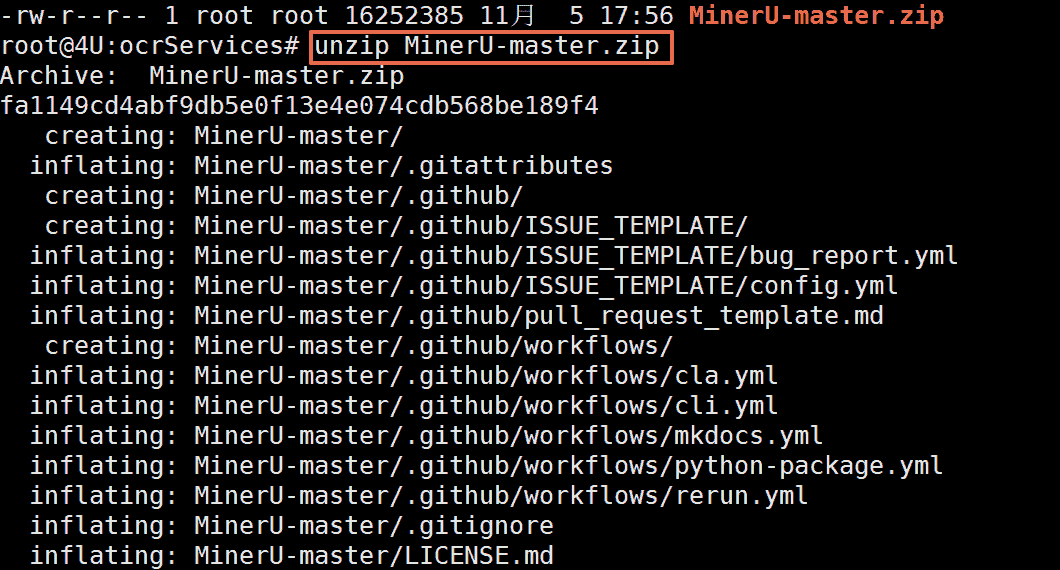 -rw-r--r-- 1 root root 16252385 11月  5 17:56 MinerU-master.zip
root@4U:ocrServices# unzip MinerU-master.zip
Archive:  MinerU-master.zip
fa1149cd4abf9db5e0f13e4e074cdb568be189f4
   creating: MinerU-master/
  inflating: MinerU-master/.gitattributes
   creating: MinerU-master/.github/
   creating: MinerU-master/.github/ISSUE_TEMPLATE/
  inflating: MinerU-master/.github/ISSUE_TEMPLATE/bug_report.yml
  inflating: MinerU-master/.github/ISSUE_TEMPLATE/config.yml
  inflating: MinerU-master/.github/pull_request_template.md
   creating: MinerU-master/.github/workflows/
  inflating: MinerU-master/.github/workflows/cla.yml
  inflating: MinerU-master/.github/workflows/cli.yml
  inflating: MinerU-master/.github/workflows/mkdocs.yml
  inflating: MinerU-master/.github/workflows/python-package.yml
  inflating: MinerU-master/.github/workflows/rerun.yml
  inflating: MinerU-master/.gitignore
  inflating: MinerU-master/LICENSE.md